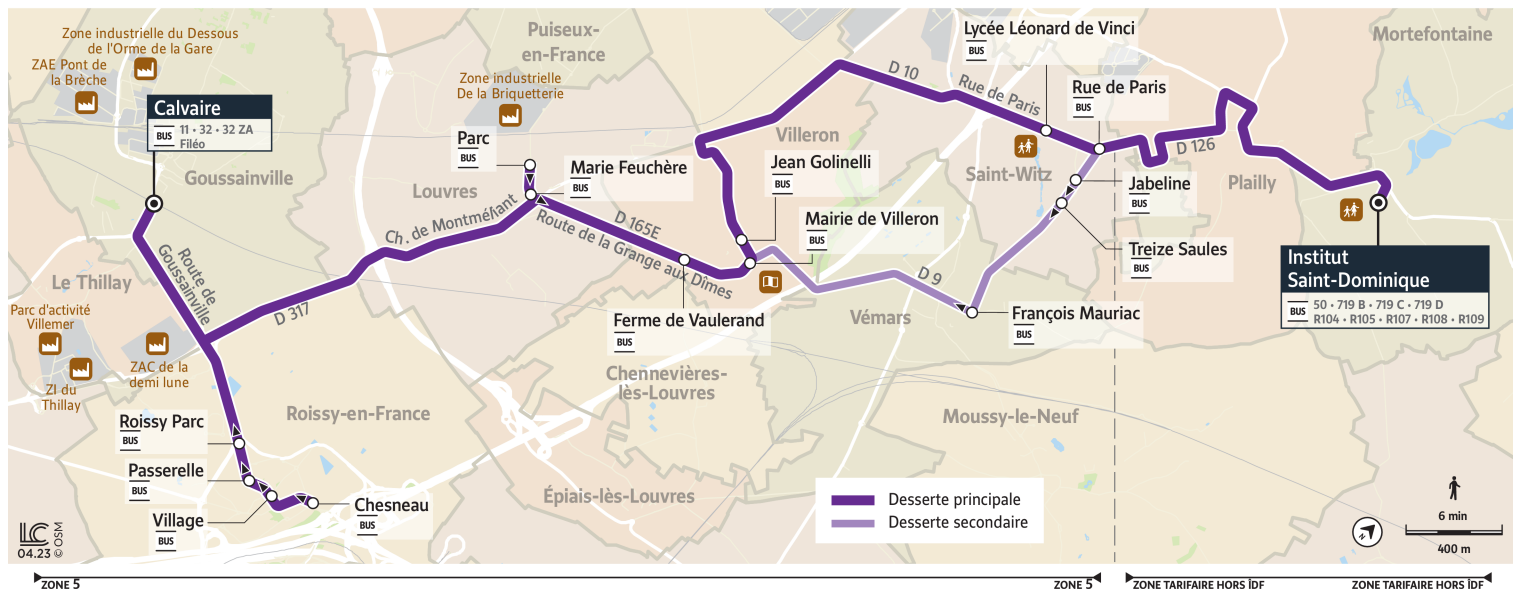 Zone industrielle du Dessous
de l'Orme de la Gare
ZAE Pont de
la Brèche
Calvaire
BUS
11 • 32 • 32 ZA
Filéo
Goussainville
Puiseux-
en-France
Zone industrielle
De la Briquetterie
Parc
BUS
Marie Feuchère
BUS
Louvres
Ch. de Montméliant
D 165E
Route de la Grange aux Dîmes
Villeron
Jean Golinelli
BUS
Mairie de Villeron
BUS
Lycée Léonard de Vinci
BUS
D 10
Rue de Paris
Rue de Paris
BUS
Saint-Witz
Jabeline
BUS
Treize Saules
BUS
D 126
Plailly
Mortefontaine
Institut
Saint-Dominique
BUS
50 • 719 B • 719 C • 719 D
R104 • R105 • R107 • R108 • R109
Le Thillay
Route de
Goussainville
D 317
Parc d'activité
Villemer
ZI du
Thillay
ZAC de la
demi lune
Ferme de Vaulerand
BUS
D 9
Vémars
François Mauriac
BUS
Chennevières-
lès-Louvres
Roissy-en-France
Moussy-le-Neuf
Roissy Parc
BUS
Passerelle
BUS
Village
BUS
Chesneau
BUS
Épiais-lès-Louvres
Desserte principale
Desserte secondaire
LC
04.23 © OSM
N
6 min
400 m
ZONE 5
ZONE 5
ZONE TARIFAIRE HORS ÎDF
ZONE TARIFAIRE HORS ÎDF